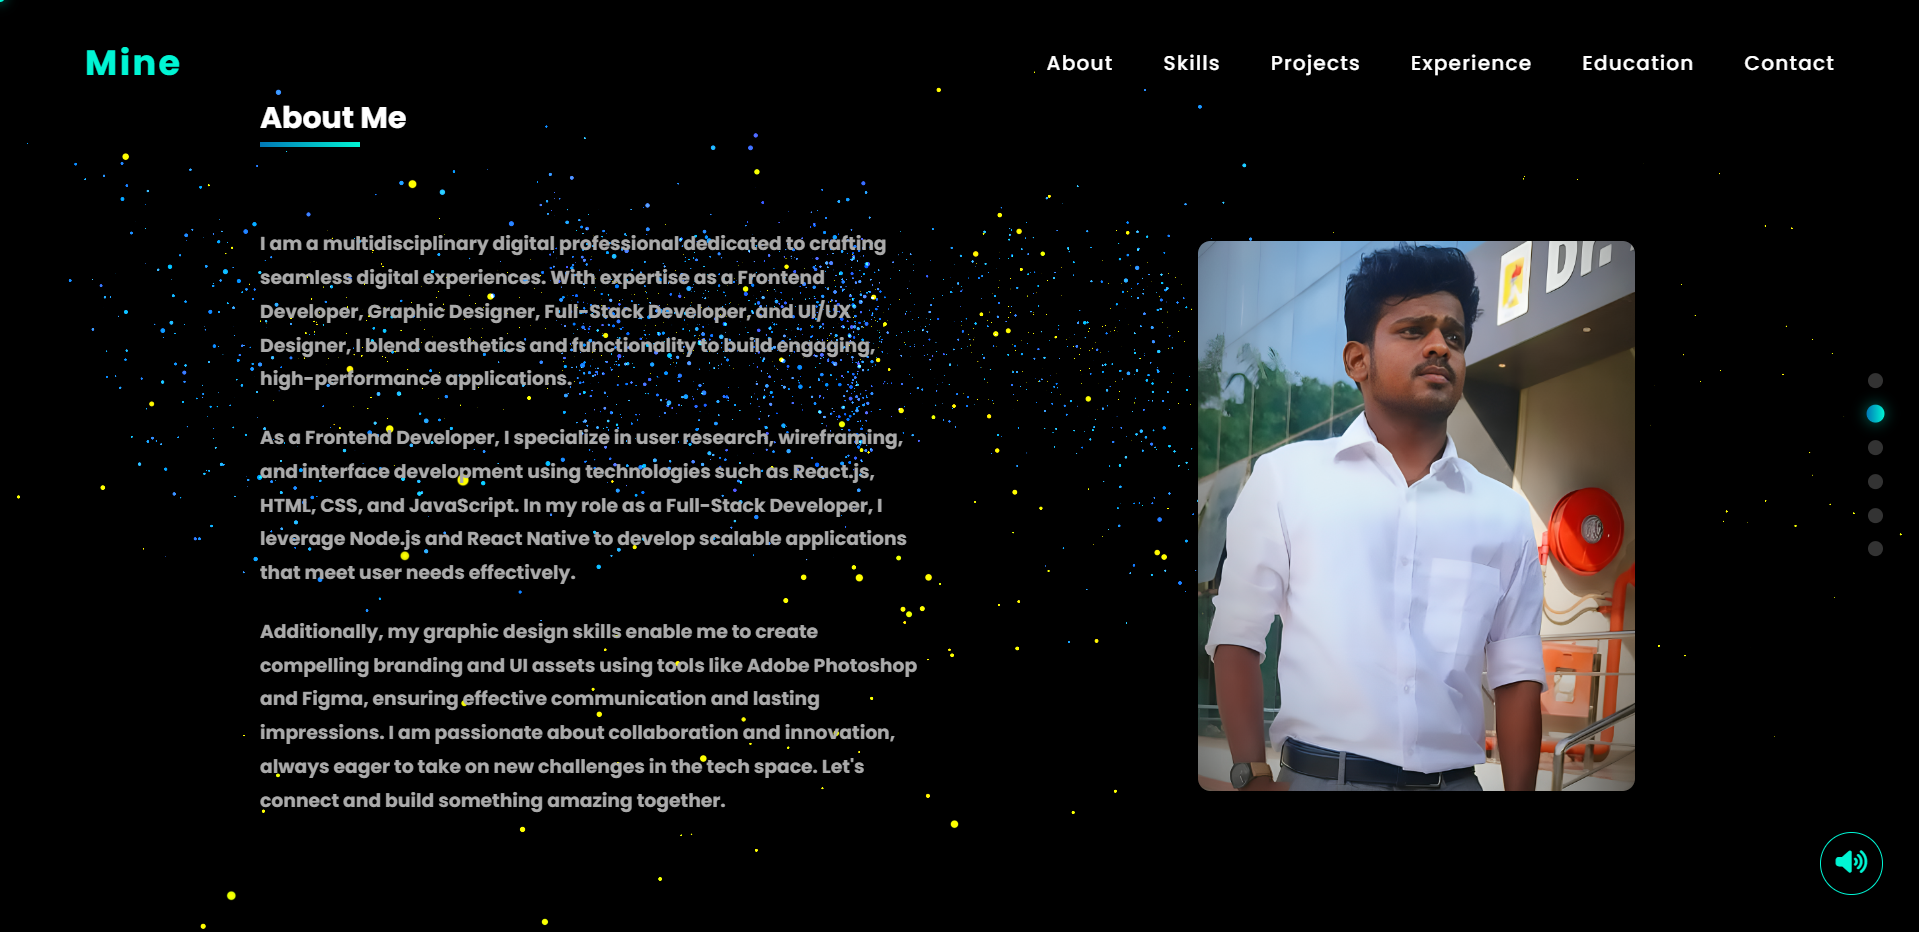 Mine
About
Skills
Projects
Experience
Education
Contact
About Me
I am a multidisciplinary digital professional dedicated to crafting
seamless digital experiences. With expertise as a Frontend
Developer, Graphic Designer, Full-Stack Developer, and UI/UX
Designer, I blend aesthetics and functionality to build engaging,
high-performance applications.
As a Frontend Developer, I specialize in user research, wireframing,
and interface development using technologies such as React.js,
HTML, CSS, and JavaScript. In my role as a Full-Stack Developer, I
leverage Node.js and React Native to develop scalable applications
that meet user needs effectively.
Additionally, my graphic design skills enable me to create
compelling branding and UI assets using tools like Adobe Photoshop
and Figma, ensuring effective communication and lasting
impressions. I am passionate about collaboration and innovation,
always eager to take on new challenges in the tech space. Let's
connect and build something amazing together.
Dr.